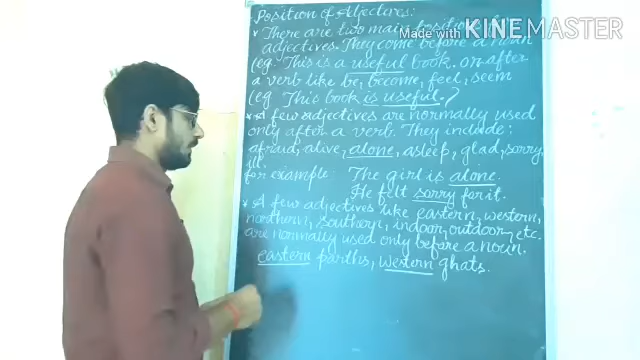 Position of Adjectives:
There are two main positions for
Made with KINEMASTER
adjectives. They come before a noun
(eg. This is a useful book. or after
a verb like be, become, feel, seem
(eg This book is useful.)
* A few adjectives are normally used
only after a verb. They include:
afraid, alive, alone, asleep, glad, sorry,
ill.
for example: The girl is alone.
He felt sorry for it.
* A few adjectives like eastern, western,
northern, southern, indoor, outdoor, etc.
are normally used only before a noun.
eastern parths, western ghats.